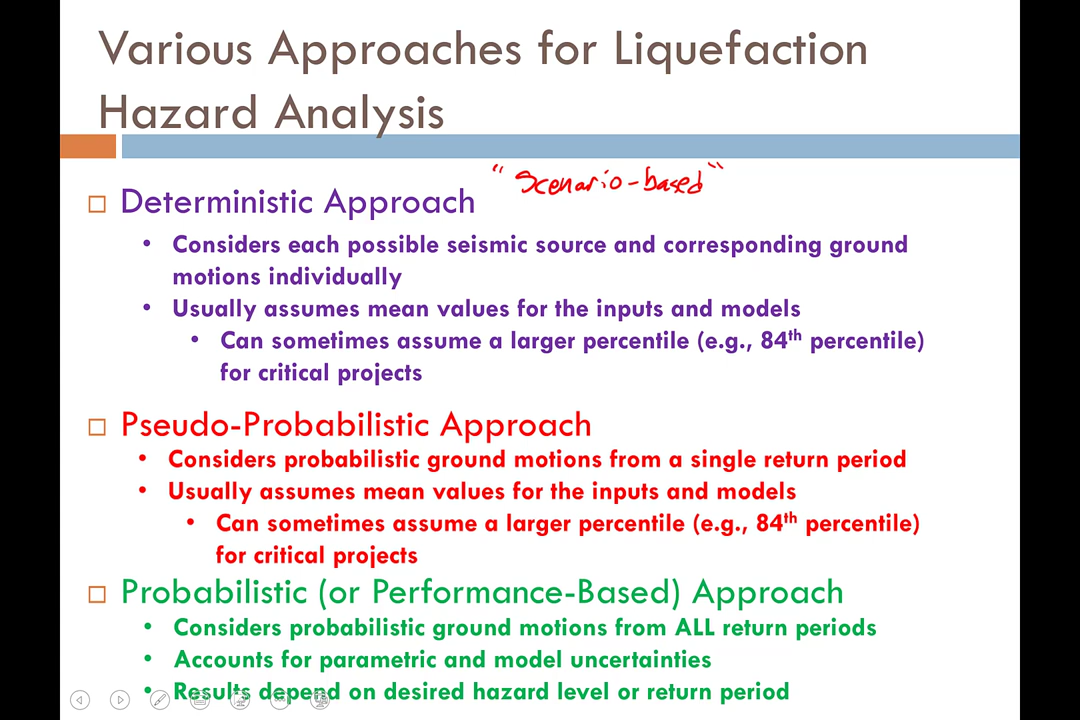 Various Approaches for Liquefaction
Hazard Analysis
"Scenario-based"
Deterministic Approach
• Considers each possible seismic source and corresponding ground
motions individually
• Usually assumes mean values for the inputs and models
• Can sometimes assume a larger percentile (e.g., 84th percentile)
for critical projects
Pseudo-Probabilistic Approach
• Considers probabilistic ground motions from a single return period
• Usually assumes mean values for the inputs and models
• Can sometimes assume a larger percentile (e.g., 84th percentile)
for critical projects
Probabilistic (or Performance-Based) Approach
• Considers probabilistic ground motions from ALL return periods
• Accounts for parametric and model uncertainties
• Results depend on desired hazard level or return period